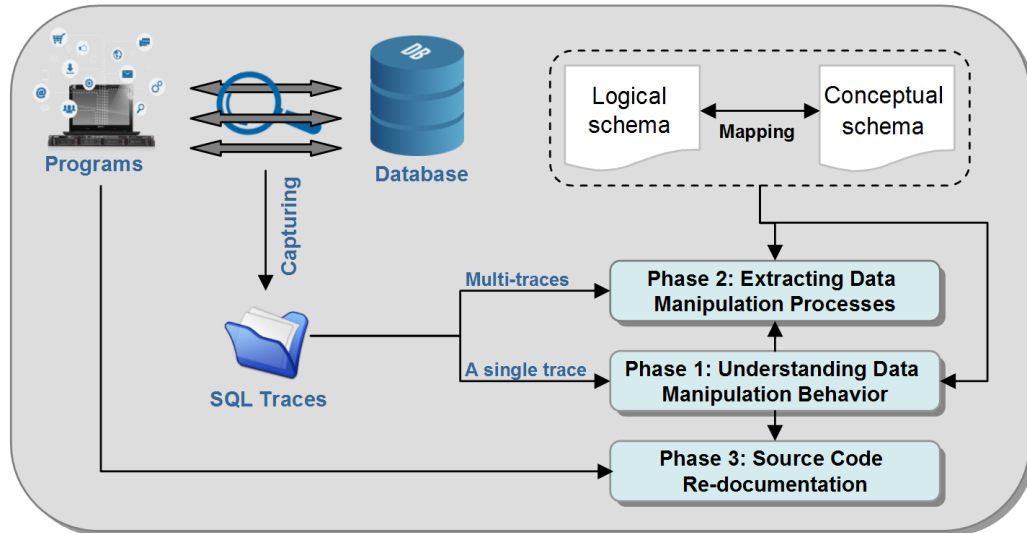 DB
Programs
Database
Capturing
SQL Traces
Logical
schema
Mapping
Conceptual
schema
Multi-traces
A single trace
Phase 2: Extracting Data
Manipulation Processes
Phase 1: Understanding Data
Manipulation Behavior
Phase 3: Source Code
Re-documentation